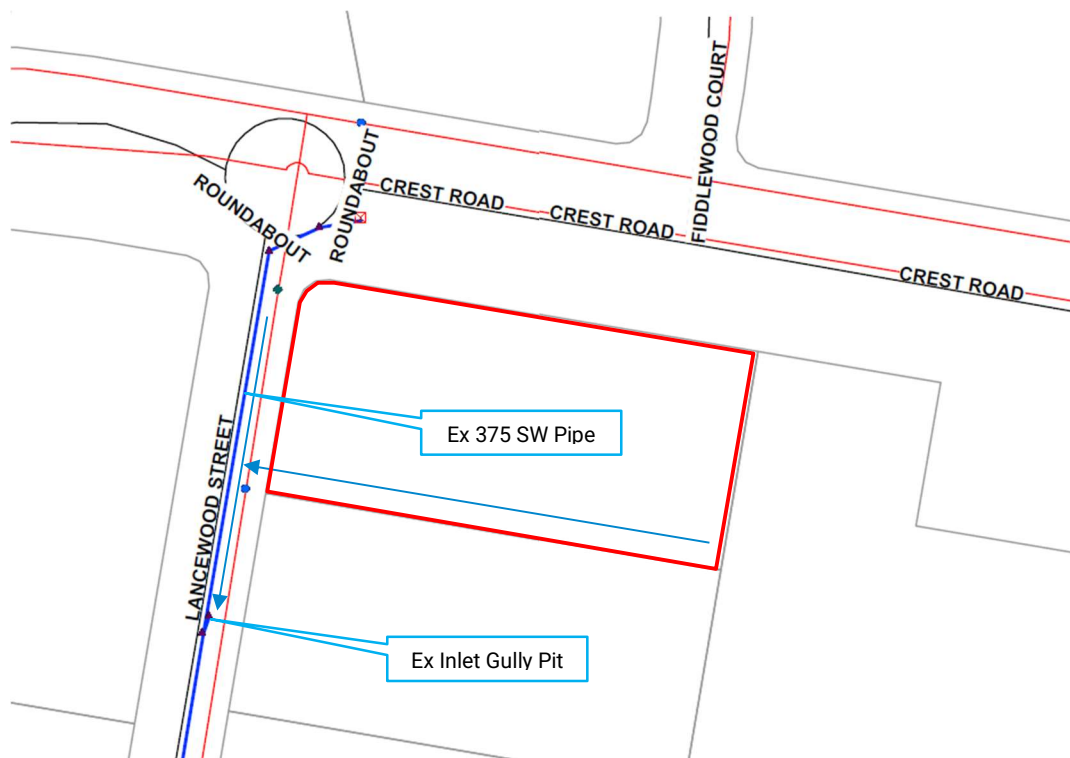 FIDDLEWOOD COURT
ROUNDABOUT
ROUNDABOUT
CREST ROAD
CREST ROAD
CREST ROAD
Ex 375 SW Pipe
LANCEWOOD STREET
Ex Inlet Gully Pit